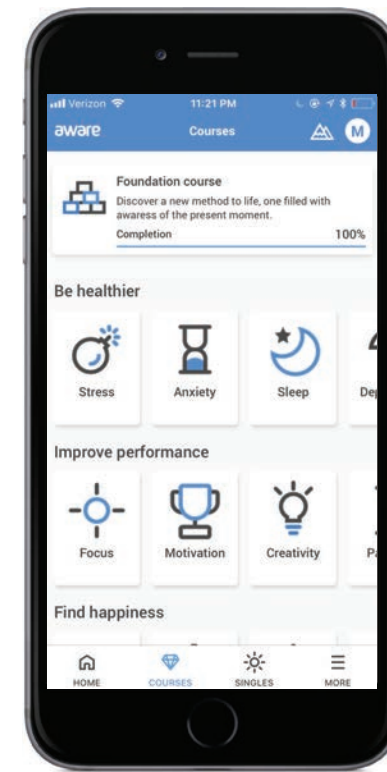 Verizon 11:21 PM
aware Courses M
Foundation course
Discover a new method to life, one filled with
awaress of the present moment.
Completion 100%
Be healthier
Stress Anxiety Sleep De
Improve performance
Focus Motivation Creativity Pa
Find happiness
HOME COURSES SINGLES MORE